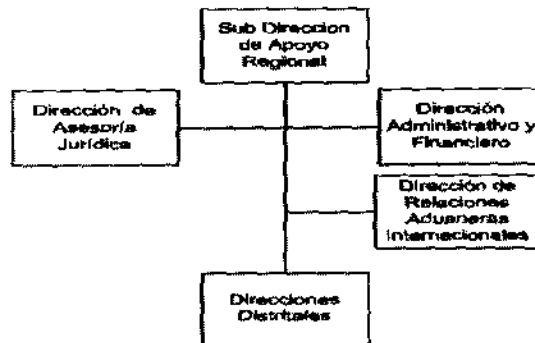 Sub Direccion
de Apoyo
Regional
Dirección de
Asesoría
Jurídica
Dirección
Administrativo y
Financiero
Dirección de
Relaciones
Aduaneras
Internacionales
Direcciones
Distritales